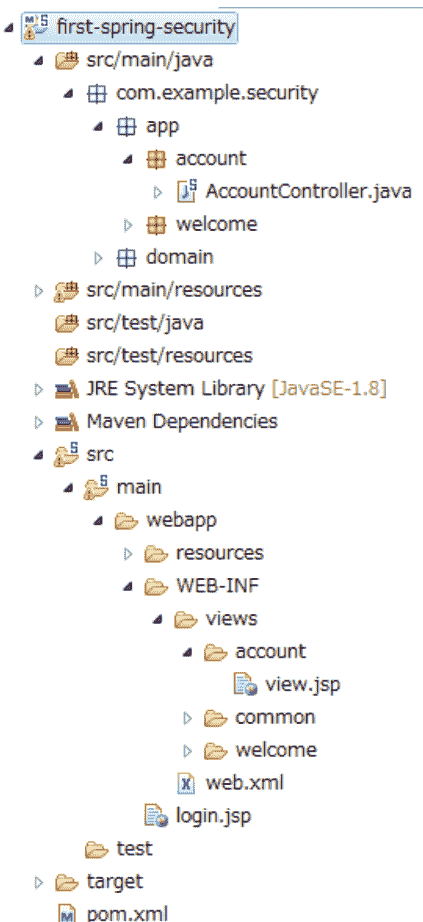 first-spring-security
src/main/java
com.example.security
app
account
AccountController.java
welcome
domain
src/main/resources
src/test/java
src/test/resources
JRE System Library [JavaSE-1.8]
Maven Dependencies
src
main
webapp
resources
WEB-INF
views
account
view.jsp
common
welcome
web.xml
login.jsp
test
target
pom.xml